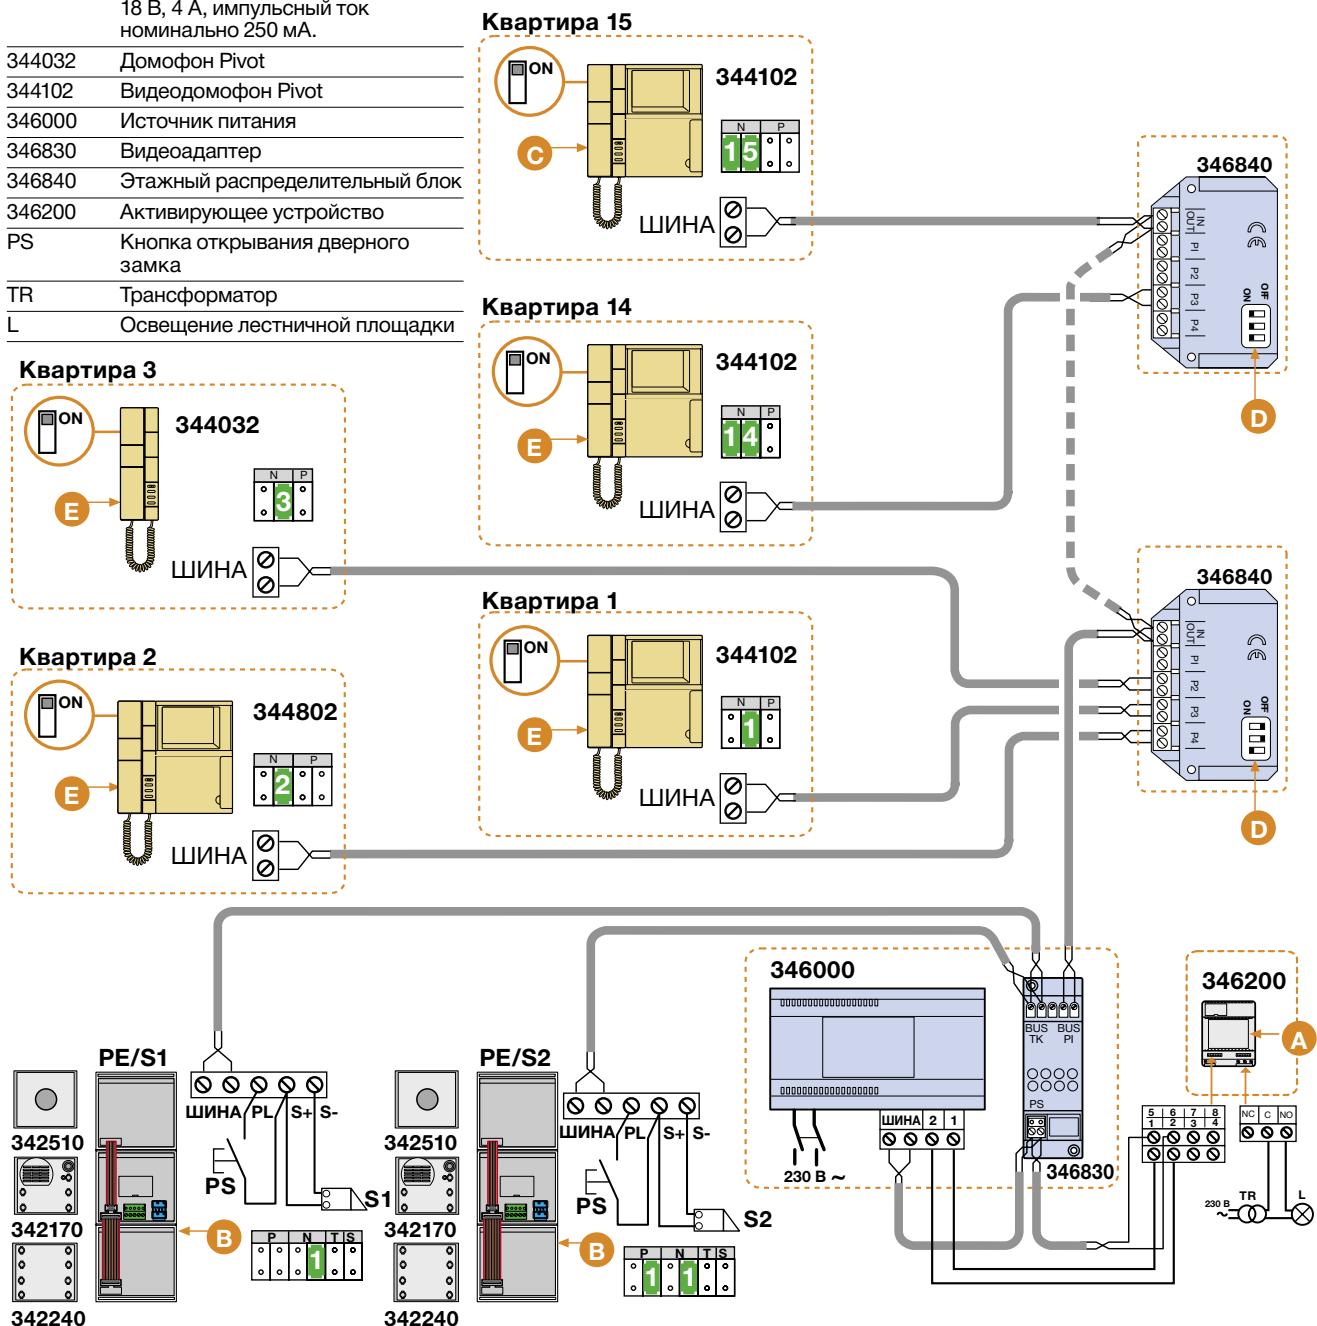 18 В, 4 А, импульсный ток
номинально 250 мА.
344032 Домофон Pivot
344102 Видеодомофон Pivot
346000 Источник питания
346830 Видеоадаптер
346840 Этажный распределительный блок
346200 Активирующее устройство
PS Кнопка открывания дверного
замка
TR Трансформатор
L Освещение лестничной площадки
Квартира 15
ON
344102
C
N P
1 5
ШИНА
346840
IN
OUT
P1
P2
P3
P4
CE
OFF
ON
D
Квартира 14
ON
344102
E
N P
1 4
ШИНА
Квартира 3
ON
344032
E
N P
3
ШИНА
Квартира 1
ON
344102
E
N P
1
ШИНА
346840
IN
OUT
P1
P2
P3
P4
CE
OFF
ON
D
Квартира 2
ON
344802
E
N P
2
ШИНА
PE/S1
342510
342170
342240
ШИНА PL S+ S-
PS
S1
B
P N T S
1
PE/S2
342510
342170
342240
ШИНА PL S+ S-
PS
S2
B
P N T S
1 1
346000
ШИНА 2 1
230 В ~
BUS BUS
TK PI
PS
346830
346200
A
5 6 7 8
1 2 3 4
NC C NO
230 В
~
TR
L